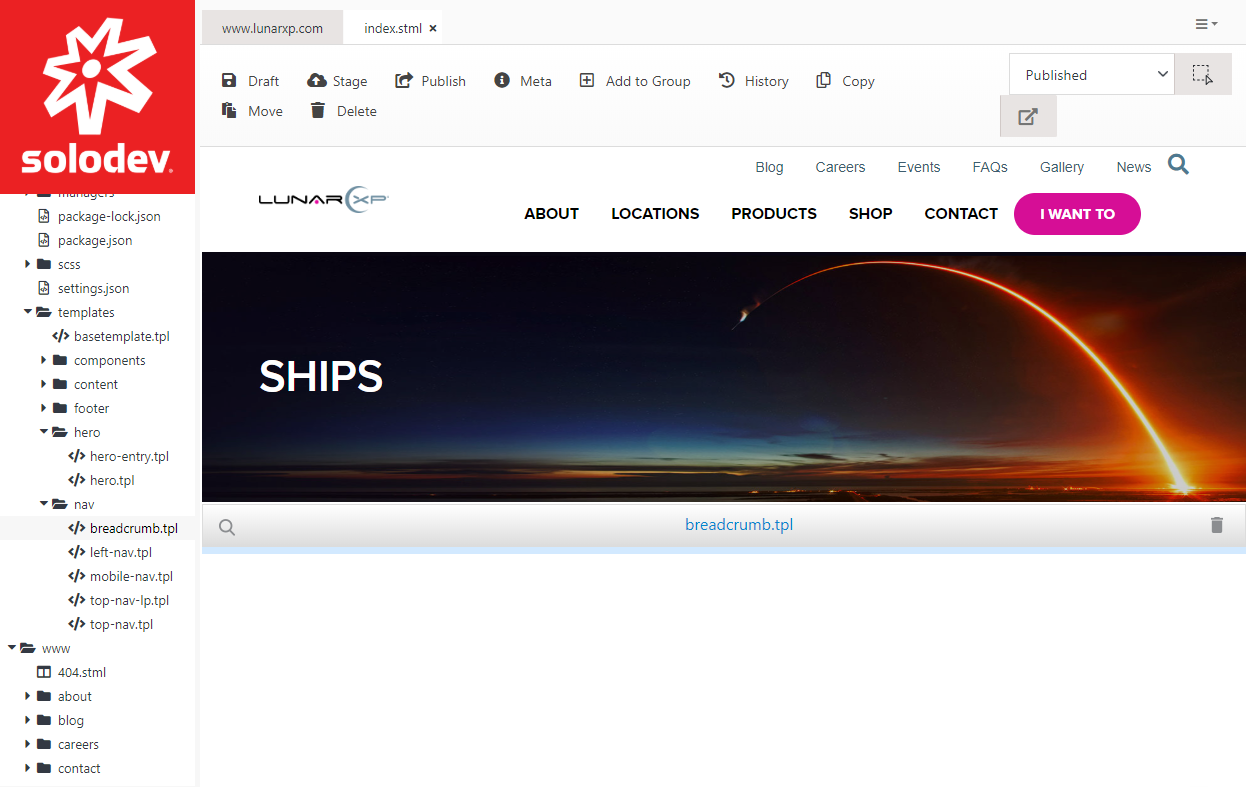 www.lunarxp.com
index.stml ×
Draft
Stage
Publish
Meta
Add to Group
History
Copy
Move
Delete
Published
solodev
managers
package-lock.json
package.json
scss
settings.json
templates
basetemplate.tpl
components
content
footer
hero
hero-entry.tpl
hero.tpl
nav
breadcrumb.tpl
left-nav.tpl
mobile-nav.tpl
top-nav-lp.tpl
top-nav.tpl
www
404.stml
about
blog
careers
contact
Blog
Careers
Events
FAQs
Gallery
News
LUNAR XP
ABOUT
LOCATIONS
PRODUCTS
SHOP
CONTACT
I WANT TO
SHIPS
breadcrumb.tpl